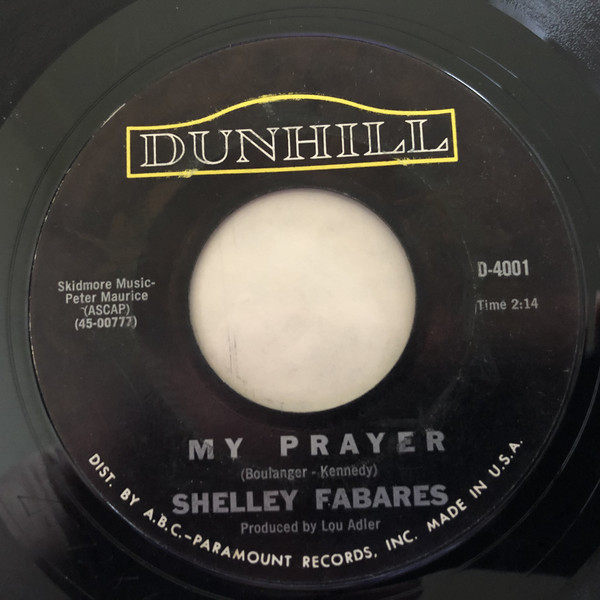 DUNHILL
Skidmore Music-
Peter Maurice
(ASCAP)
(45-00777)
D-4001
Time 2:14
MY PRAYER
(Boulanger - Kennedy)
SHELLEY FABARES
Produced by Lou Adler
DIST. BY A.B.C.-PARAMOUNT RECORDS, INC. MADE IN U.S.A.